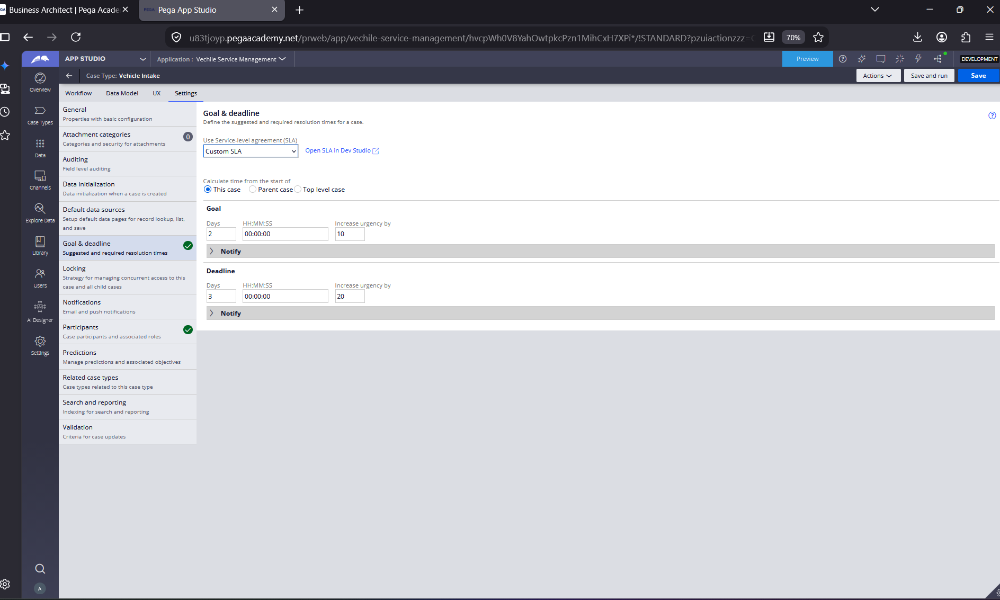 Business Architect | Pega Acade
PEGA Pega App Studio
u83tjoyp.pegaacademy.net/prweb/app/vechile-service-management/hvcpWh0V8YahOwtpkcPzn1MihCxH7XPi*/!STANDARD?pzuiactionzzz=
70%
APP STUDIO
Application : Vechile Service Management
Preview
DEVELOPMENT
Case Type: Vehicle Intake
Actions
Save and run
Save
Overview
Case Types
Data
Channels
Explore Data
Library
Users
AI Designer
Settings
A
Workflow
Data Model
UX
Settings
General
Properties with basic configuration
Attachment categories
0
Categories and security for attachments
Auditing
Field level auditing
Data initialization
Data initialization when a case is created
Default data sources
Setup default data pages for record lookup, list,
and save
Goal & deadline
Suggested and required resolution times
Locking
Strategy for managing concurrent access to this
case and all child cases
Notifications
Email and push notifications
Participants
Case participants and associated roles
Predictions
Manage predictions and associated objectives
Related case types
Case types related to this case type
Search and reporting
Indexing for search and reporting
Validation
Criteria for case updates
Goal & deadline
Define the suggested and required resolution times for a case.
Use Service-level agreement (SLA)
Custom SLA
Open SLA in Dev Studio
Calculate time from the start of
This case
Parent case
Top level case
Goal
Days
HH:MM:SS
Increase urgency by
2
00:00:00
10
Notify
Deadline
Days
HH:MM:SS
Increase urgency by
3
00:00:00
20
Notify